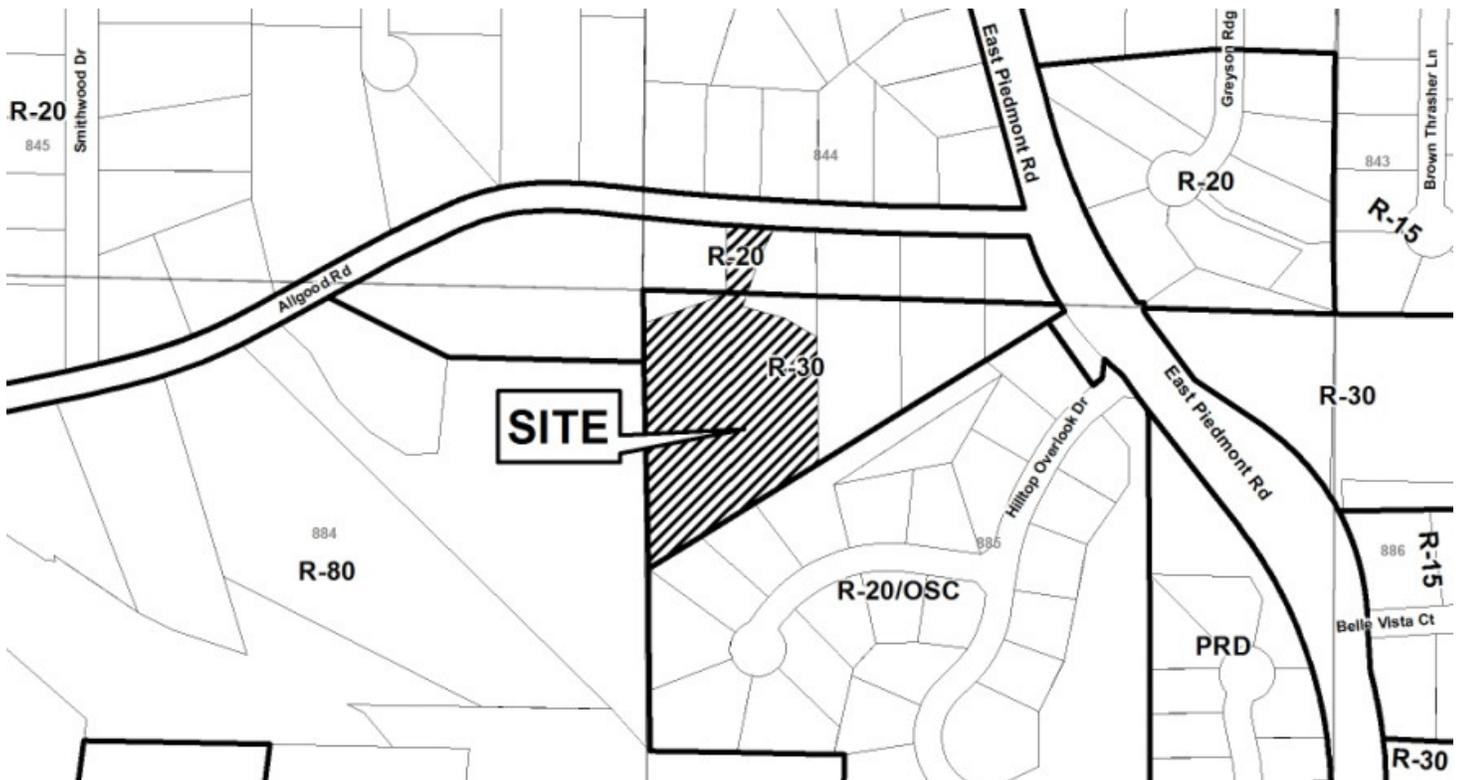 Smithwood Dr
R-20
845
844
East Piedmont Rd
Greyson Rdg
R-20
843
Brown Thrasher Ln
R-15
R-20
Allgood Rd
R-30
R-30
SITE
East Piedmont Rd
Hilltop Overlook Dr
884
R-80
885
R-20/OSC
886
R-15
Belle Vista Ct
PRD
R-30